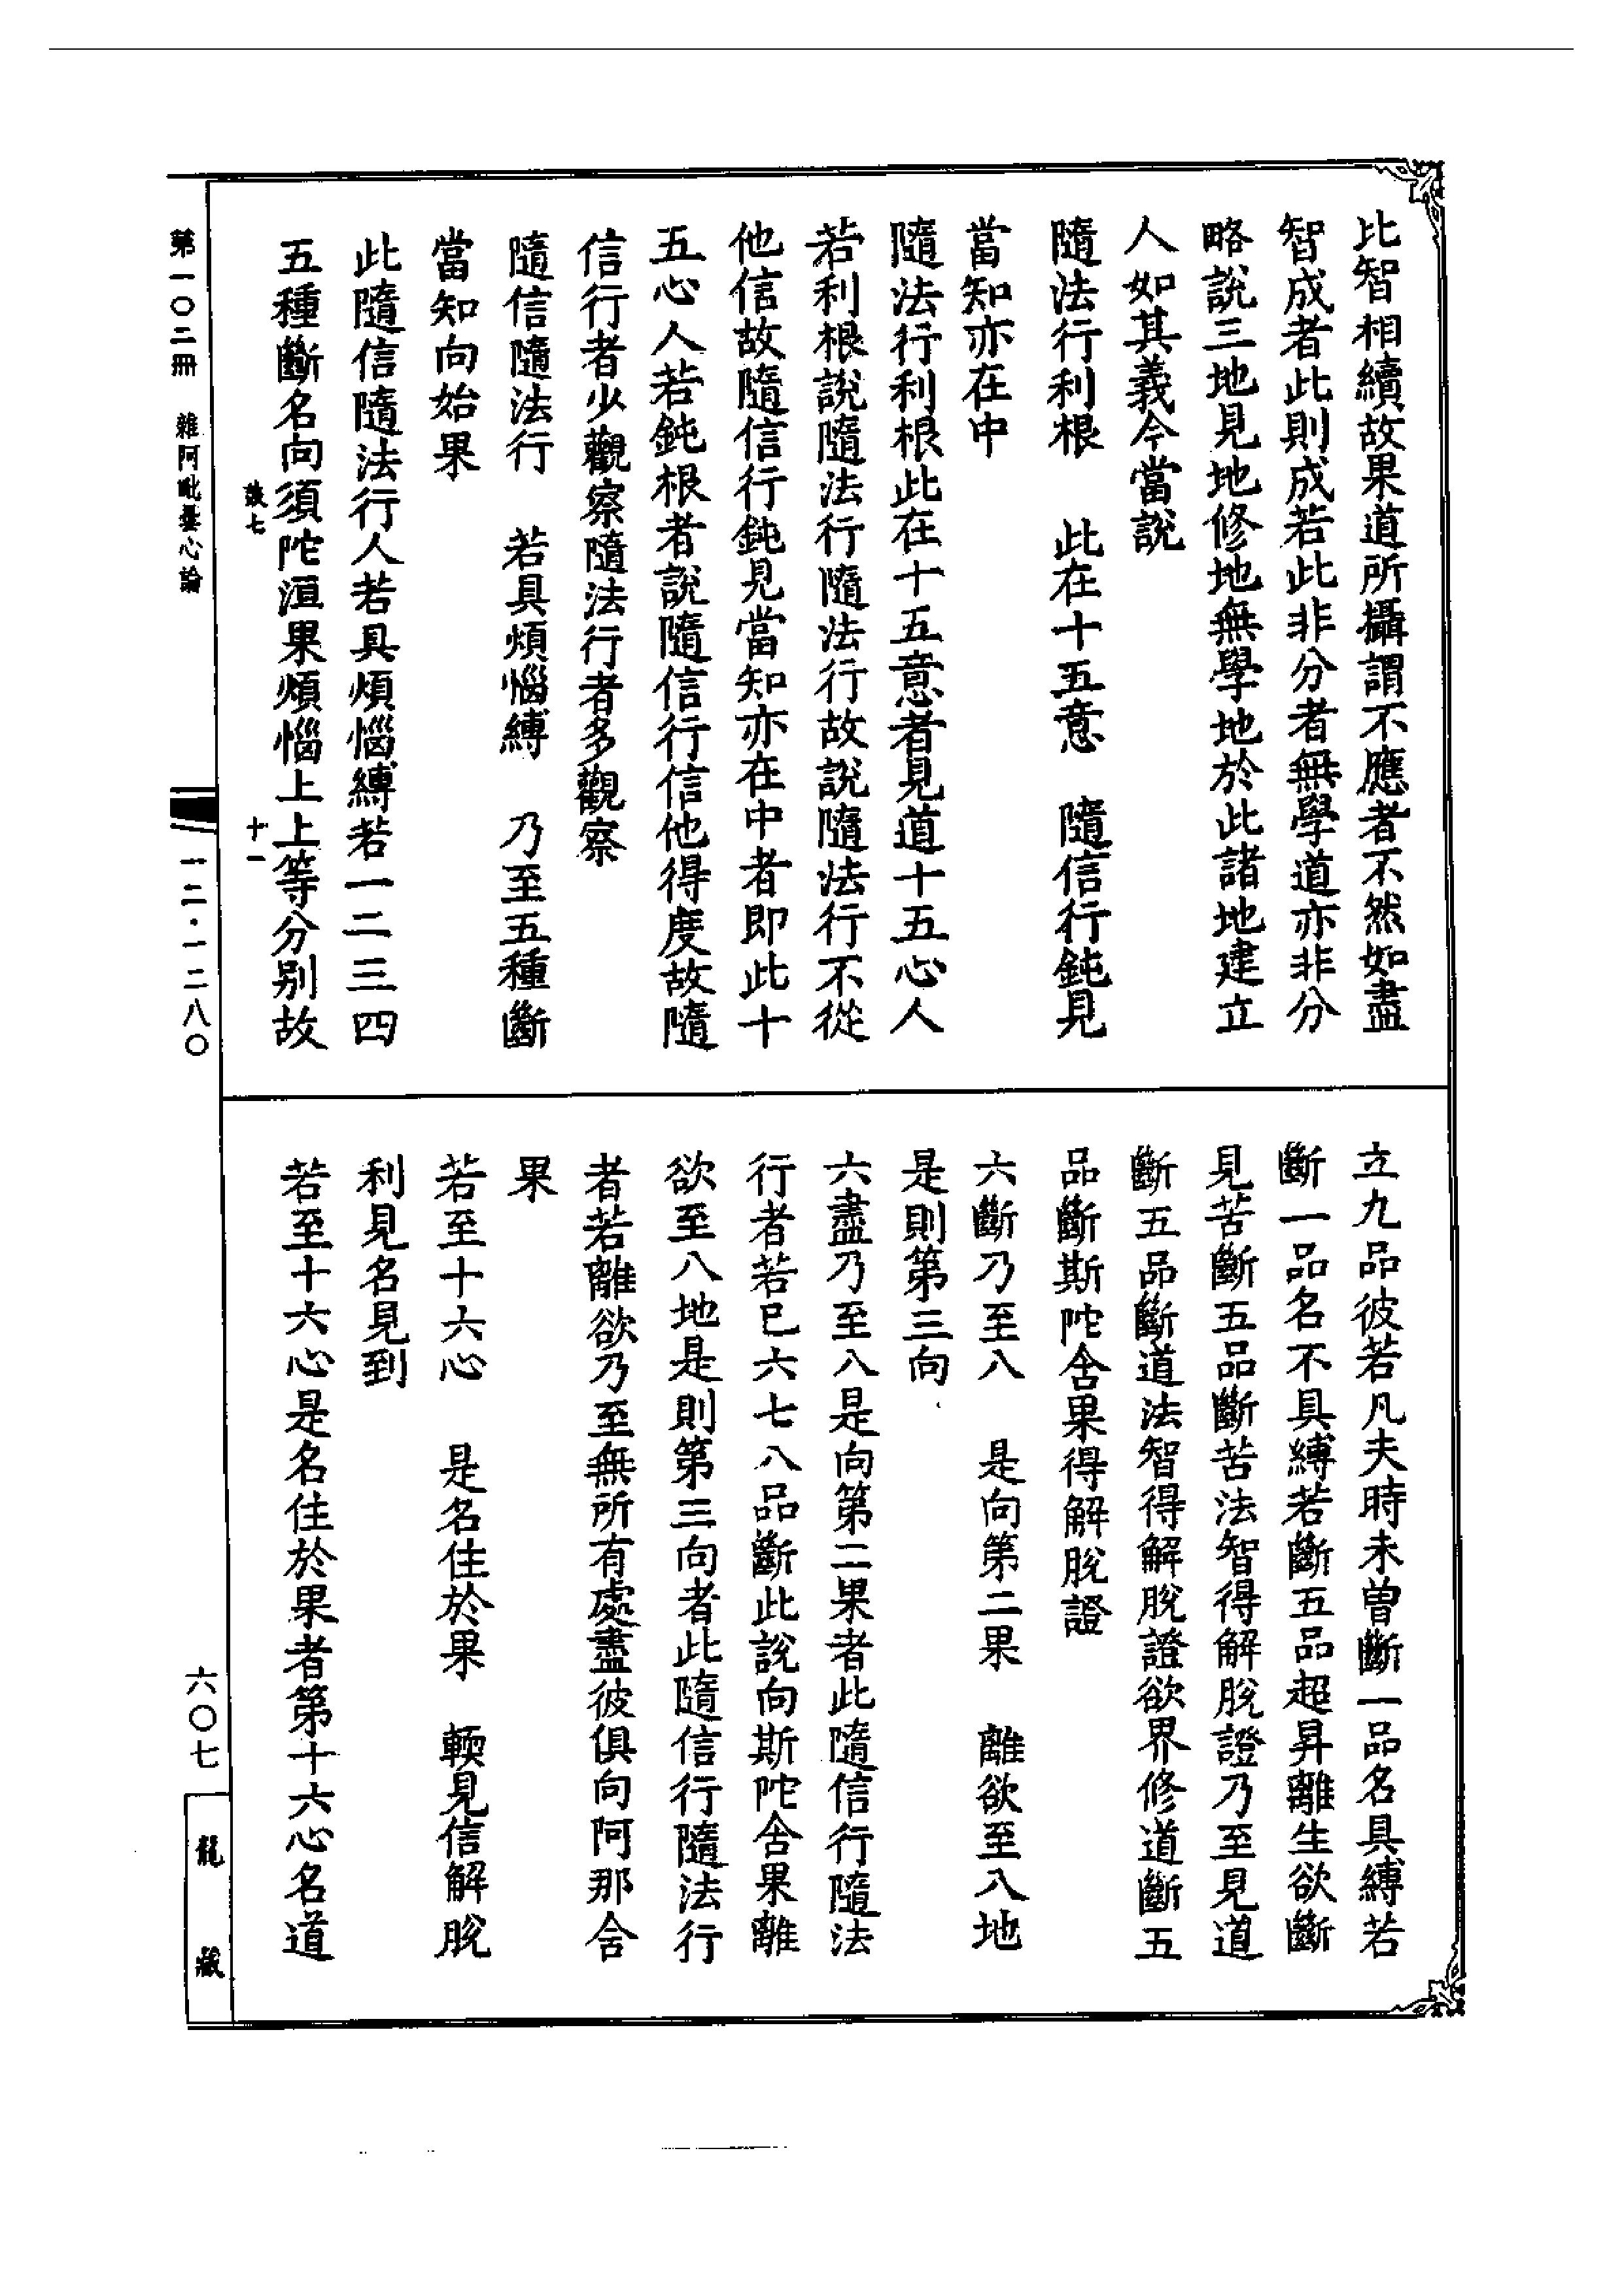 比智相續故果道所攝謂不應者不然如盡
智成者此則成若此非分者無學道亦非分
略說三地見地修地無學地於此諸地建立
人如其義今當說
隨法行利根　此在十五意　隨信行鈍見
當知亦在中
隨法行利根此在十五意者見道十五心人
若利根說隨法行隨法行故說隨法行不從
他信故隨信行鈍見當知亦在中者即此十
五心人若鈍根者說隨信行信他得度故隨
信行者少觀察隨法行者多觀察
隨信隨法行　若具煩惱縛　乃至五種斷
當知向始果
此隨信隨法行人若具煩惱縛若一二三四
五種斷名向須陀洹果煩惱上上等分別故
立九品彼若凡夫時未曾斷一品名具縛若
斷一品名不具縛若斷五品超昇離生欲斷
見苦斷五品斷苦法智得解脫證乃至見道
斷五品斷道法智得解脫證欲界修道斷五
品斷斯陀含果得解脫證
六斷乃至八　是向第二果　離欲至八地
是則第三向
六盡乃至八是向第二果者此隨信行隨法
行者若已六七八品斷此說向斯陀含果離
欲至八地是則第三向者此隨信行隨法行
者若離欲乃至無所有處盡彼俱向阿那含
果
若至十六心　是名住於果　輭見信解脫
利見名見到
若至十六心是名住於果者第十六心名道
第一〇二冊　雜阿毗曇心論
七
十一
一二·一二八〇
六〇七
龍藏